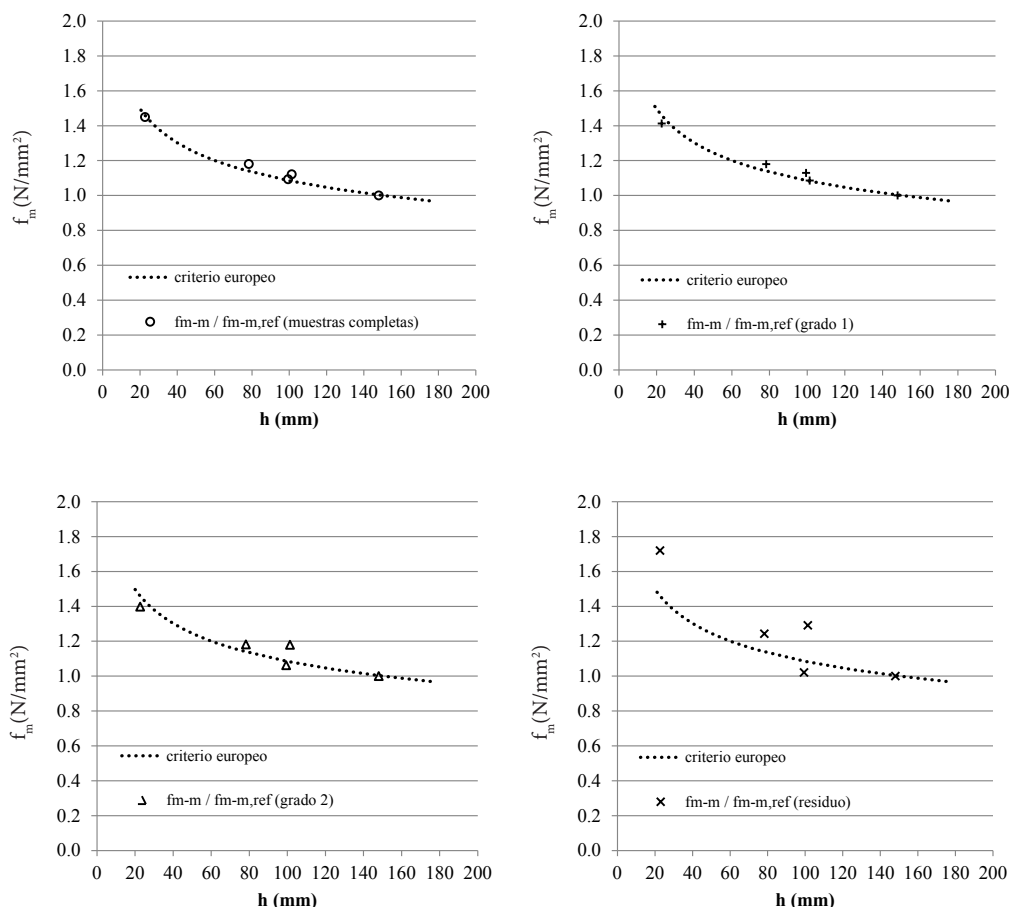 2.0
1.8
1.6
1.4
1.2
1.0
0.8
0.6
0.4
0.2
0.0
f_m (N/mm²)
criterio europeo
fm-m / fm-m,ref (muestras completas)
0 20 40 60 80 100 120 140 160 180 200
h (mm)
2.0
1.8
1.6
1.4
1.2
1.0
0.8
0.6
0.4
0.2
0.0
f_m (N/mm²)
criterio europeo
fm-m / fm-m,ref (grado 1)
0 20 40 60 80 100 120 140 160 180 200
h (mm)
2.0
1.8
1.6
1.4
1.2
1.0
0.8
0.6
0.4
0.2
0.0
f_m (N/mm²)
criterio europeo
fm-m / fm-m,ref (grado 2)
0 20 40 60 80 100 120 140 160 180 200
h (mm)
2.0
1.8
1.6
1.4
1.2
1.0
0.8
0.6
0.4
0.2
0.0
f_m (N/mm²)
criterio europeo
fm-m / fm-m,ref (residuo)
0 20 40 60 80 100 120 140 160 180 200
h (mm)